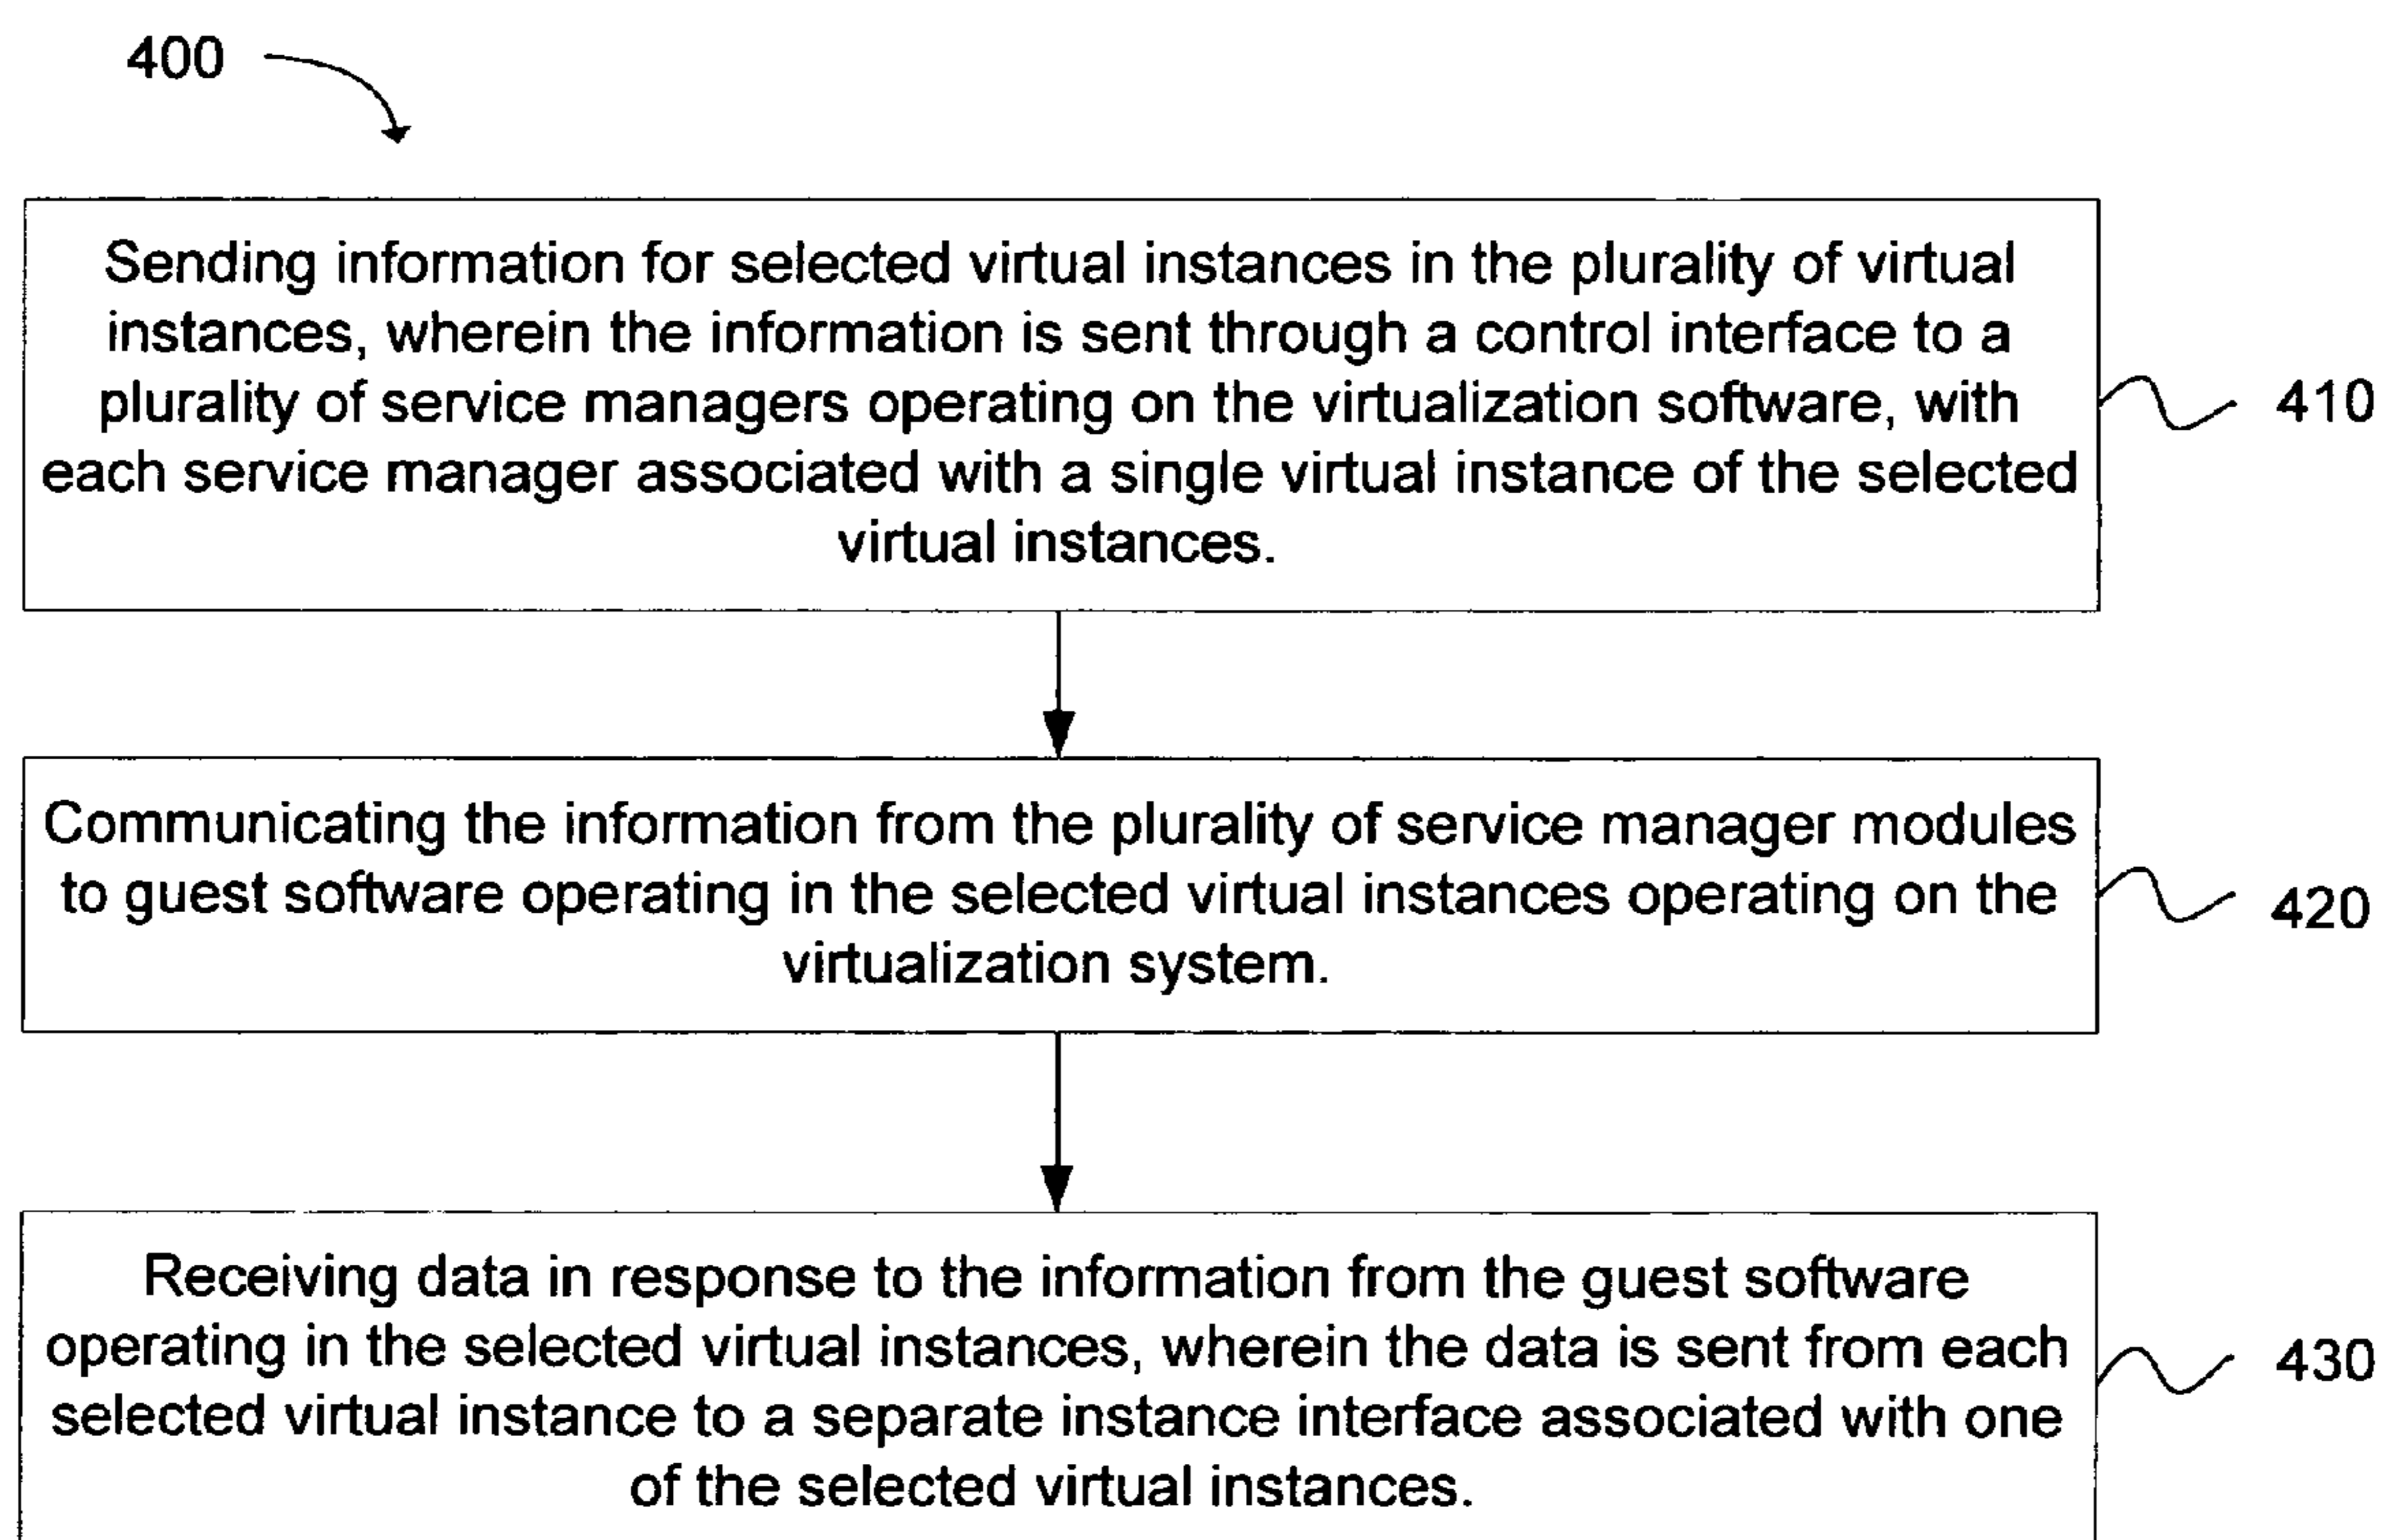 400
Sending information for selected virtual instances in the plurality of virtual
instances, wherein the information is sent through a control interface to a
plurality of service managers operating on the virtualization software, with
each service manager associated with a single virtual instance of the selected
virtual instances.
410
Communicating the information from the plurality of service manager modules
to guest software operating in the selected virtual instances operating on the
virtualization system.
420
Receiving data in response to the information from the guest software
operating in the selected virtual instances, wherein the data is sent from each
selected virtual instance to a separate instance interface associated with one
of the selected virtual instances.
430